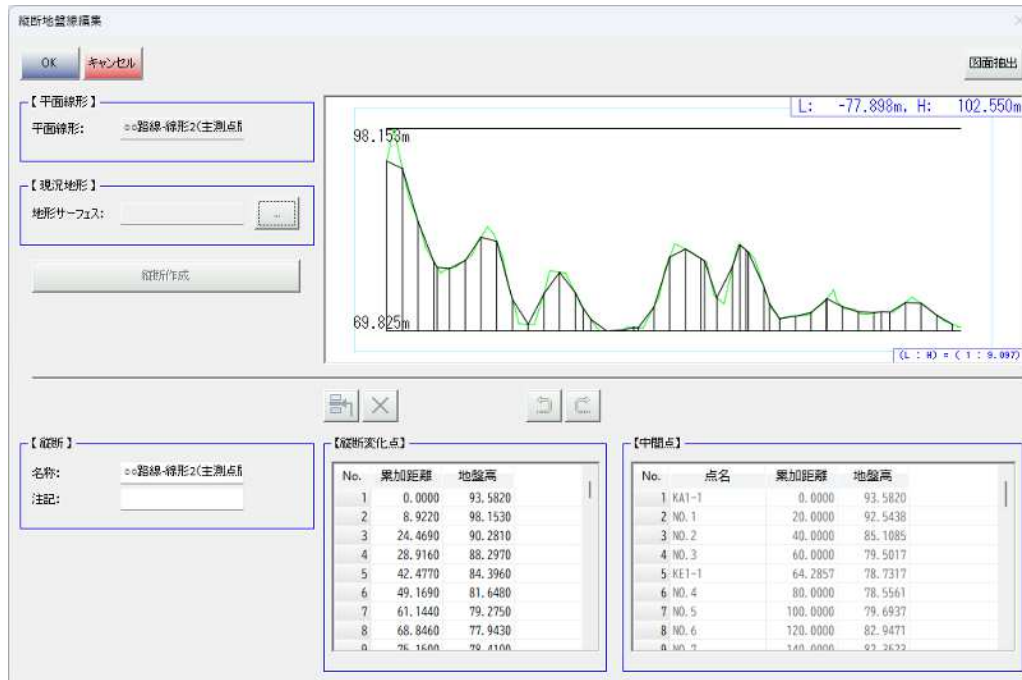 縦断地盤線編集
OK
キャンセル
図面抽出
【平面線形】
平面線形: ○○路線-線形2(主測点
【現況地形】
地形サーフェス: ...
縦断作成
L: -77.898m, H: 102.550m
98.153m
69.825m
(L : H) = ( 1 : 9.097)
【縦断】
名称: ○○路線-線形2(主測点
注記:
【縦断変化点】
No. 累加距離 地盤高
1 0.0000 93.5820
2 8.9220 98.1530
3 24.4690 90.2810
4 28.9160 88.2970
5 42.4770 84.3960
6 49.1690 81.6480
7 61.1440 79.2750
8 68.8460 77.9430
【中間点】
No. 点名 累加距離 地盤高
1 KA1-1 0.0000 93.5820
2 NO.1 20.0000 92.5438
3 NO.2 40.0000 85.1085
4 NO.3 60.0000 79.5017
5 KE1-1 64.2857 78.7317
6 NO.4 80.0000 78.5561
7 NO.5 100.0000 79.6937
8 NO.6 120.0000 82.9471